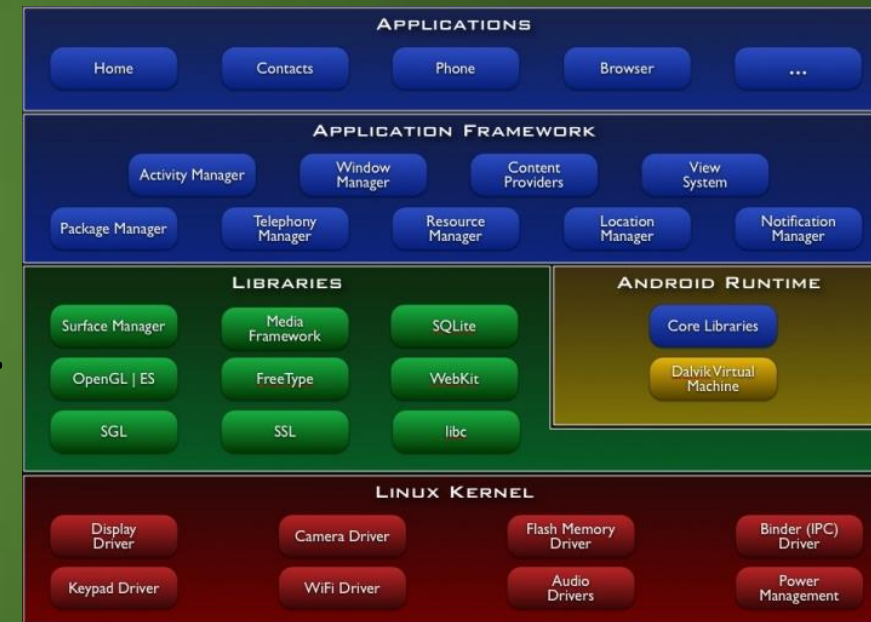 APPLICATIONS
Home Contacts Phone Browser ...
APPLICATION FRAMEWORK
Activity Manager Window Manager Content Providers View System
Package Manager Telephony Manager Resource Manager Location Manager Notification Manager
LIBRARIES
Surface Manager Media Framework SQLite
OpenGL | ES FreeType WebKit
SGL SSL libc
ANDROID RUNTIME
Core Libraries
Dalvik Virtual Machine
LINUX KERNEL
Display Driver Camera Driver Flash Memory Driver Binder (IPC) Driver
Keypad Driver WiFi Driver Audio Drivers Power Management